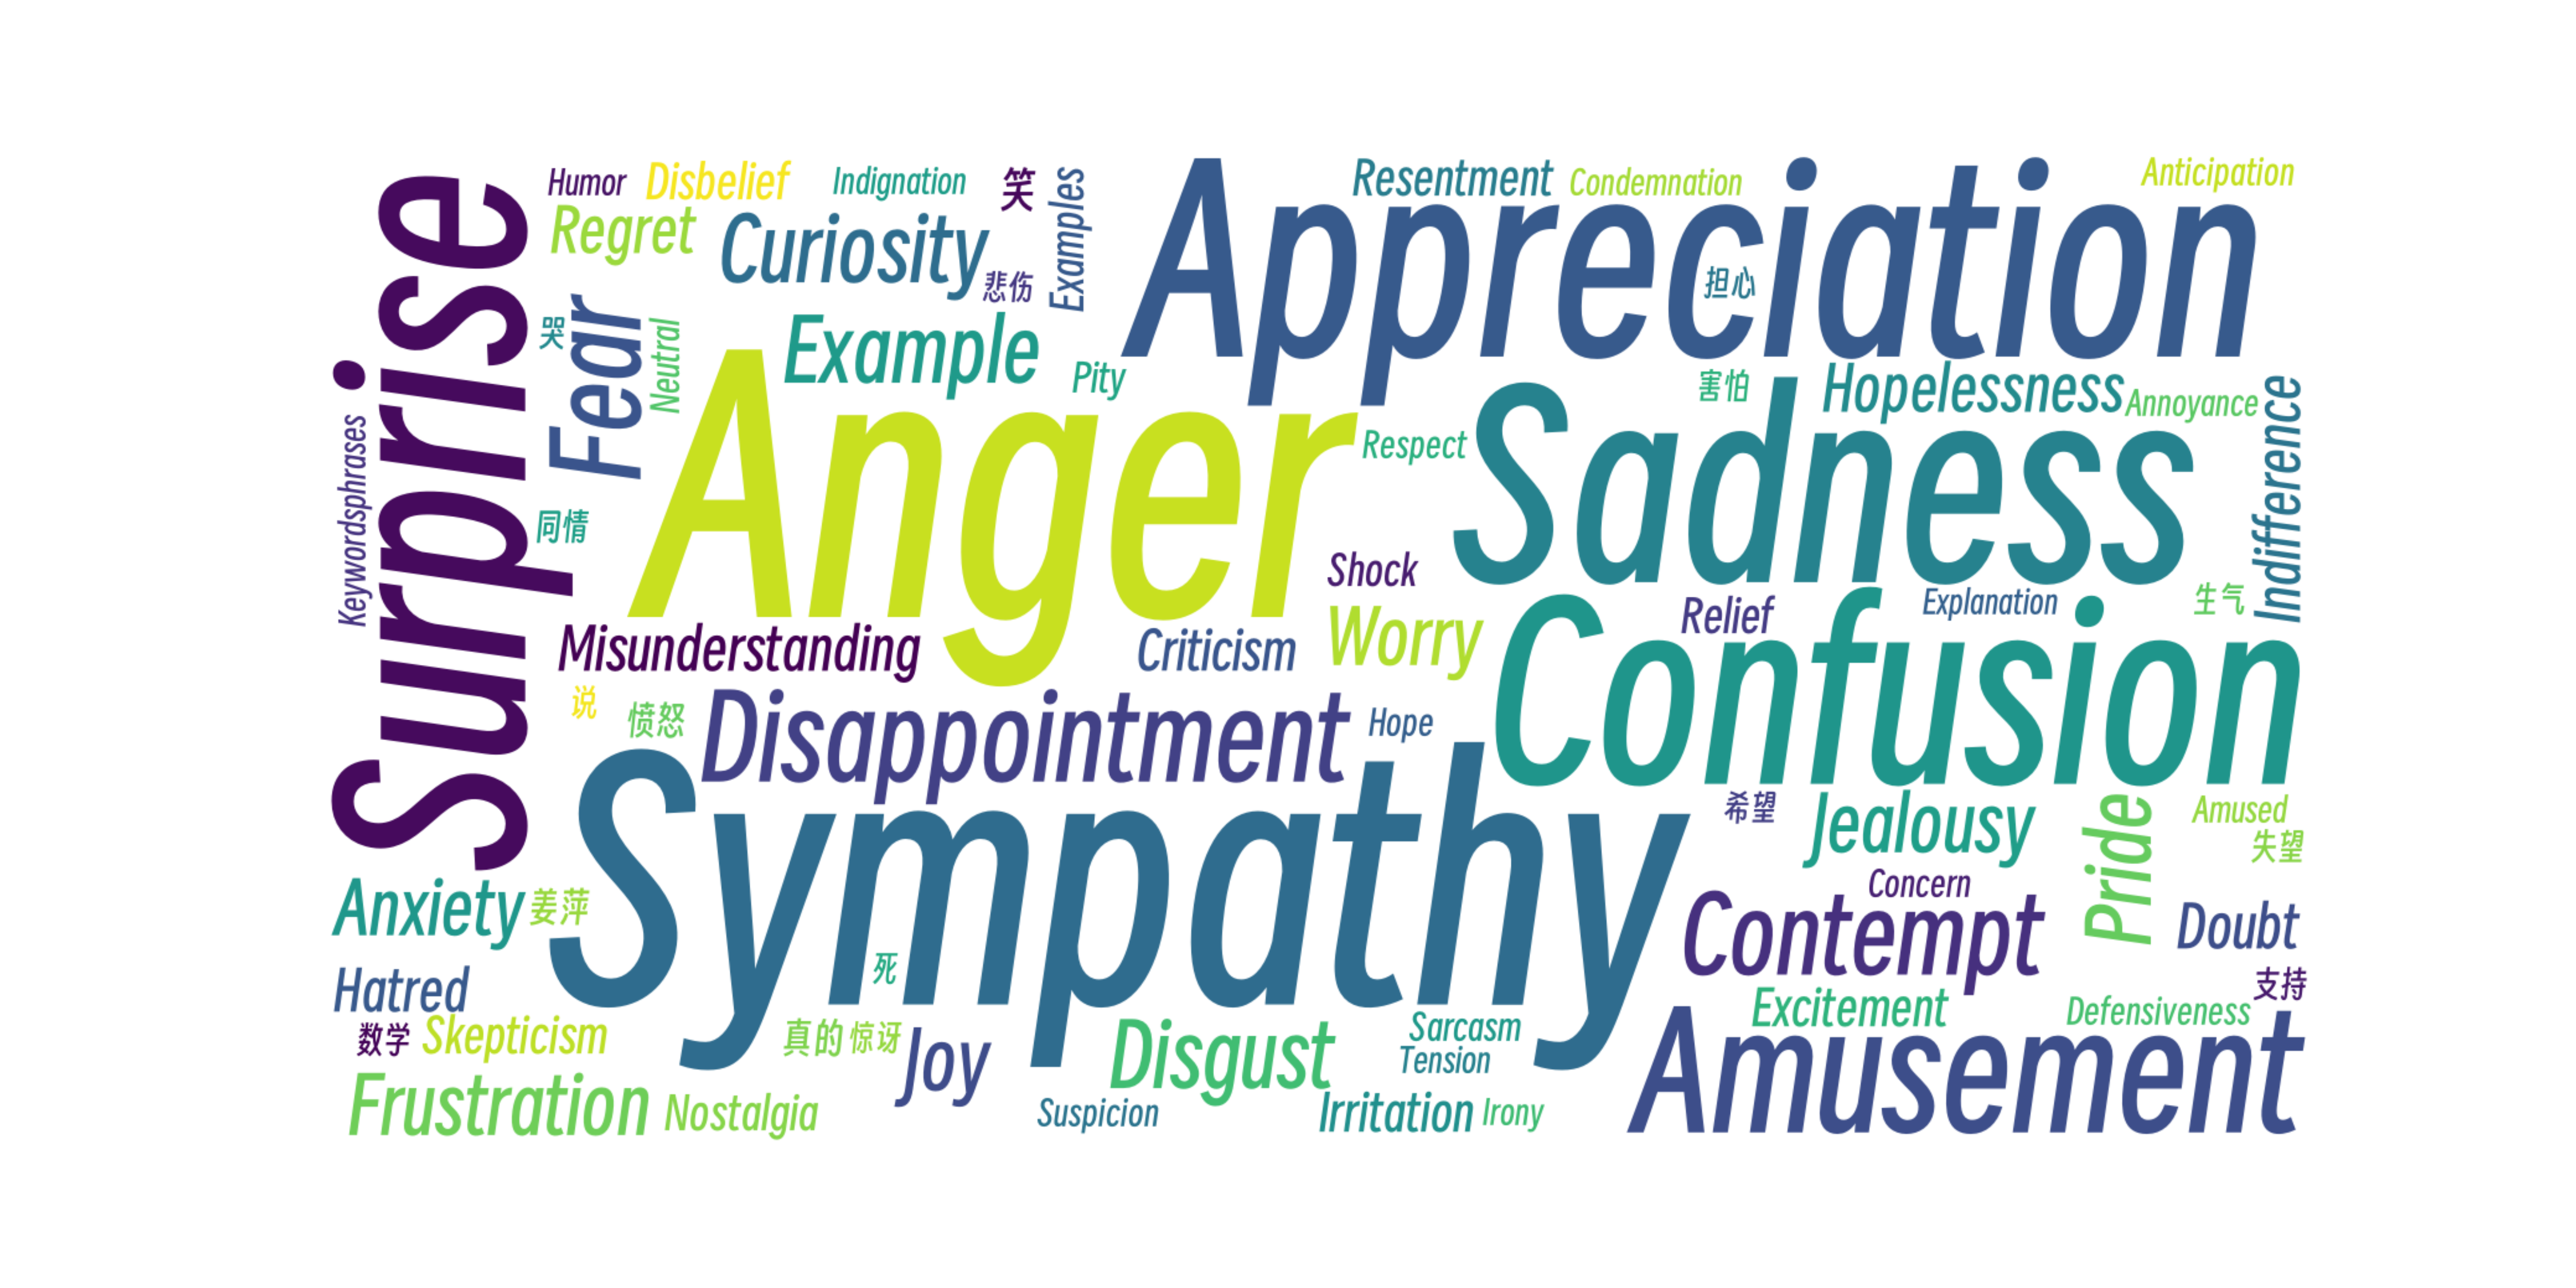 Surprise
Humor
Disbelief
Indignation
笑
Examples
Appreciation
Resentment
Condemnation
Anticipation
Regret
Curiosity
悲伤
担心
哭
Fear
Neutral
Example
Pity
Anger
害怕
Hopelessness
Annoyance
Indifference
Keywordsphrases
Respect
Sadness
同情
Shock
Worry
Relief
Explanation
生气
Misunderstanding
Criticism
Confusion
说
愤怒
Disappointment
Hope
Sympathy
希望
Jealousy
Pride
Amused
失望
Anxiety
姜萍
Concern
Contempt
Doubt
死
Hatred
支持
数学
Skepticism
真的
惊讶
Joy
Disgust
Sarcasm
Tension
Excitement
Defensiveness
Amusement
Frustration
Nostalgia
Suspicion
Irritation
Irony